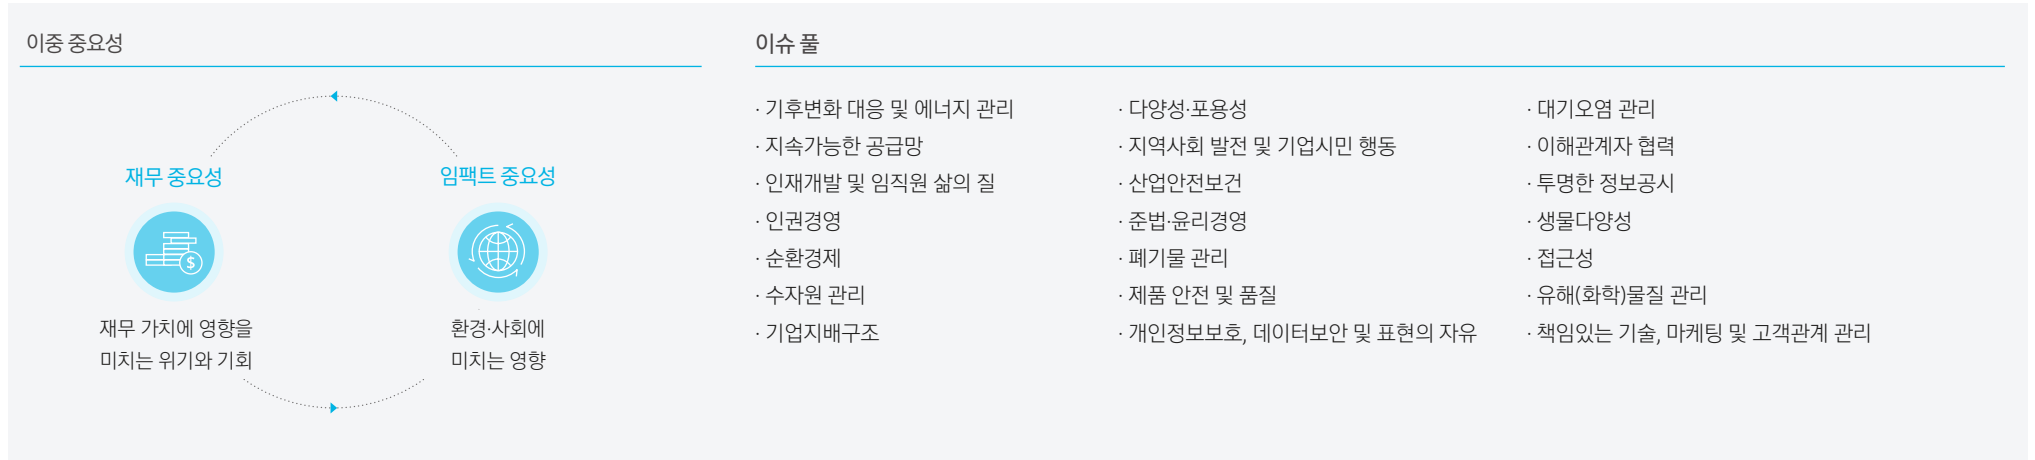 이중 중요성
재무 중요성
임팩트 중요성
$
재무 가치에 영향을
미치는 위기와 기회
환경·사회에
미치는 영향
이슈 풀
· 기후변화 대응 및 에너지 관리
· 지속가능한 공급망
· 인재개발 및 임직원 삶의 질
· 인권경영
· 순환경제
· 수자원 관리
· 기업지배구조
· 다양성·포용성
· 지역사회 발전 및 기업시민 행동
· 산업안전보건
· 준법·윤리경영
· 폐기물 관리
· 제품 안전 및 품질
· 개인정보보호, 데이터보안 및 표현의 자유
· 대기오염 관리
· 이해관계자 협력
· 투명한 정보공시
· 생물다양성
· 접근성
· 유해(화학)물질 관리
· 책임있는 기술, 마케팅 및 고객관계 관리